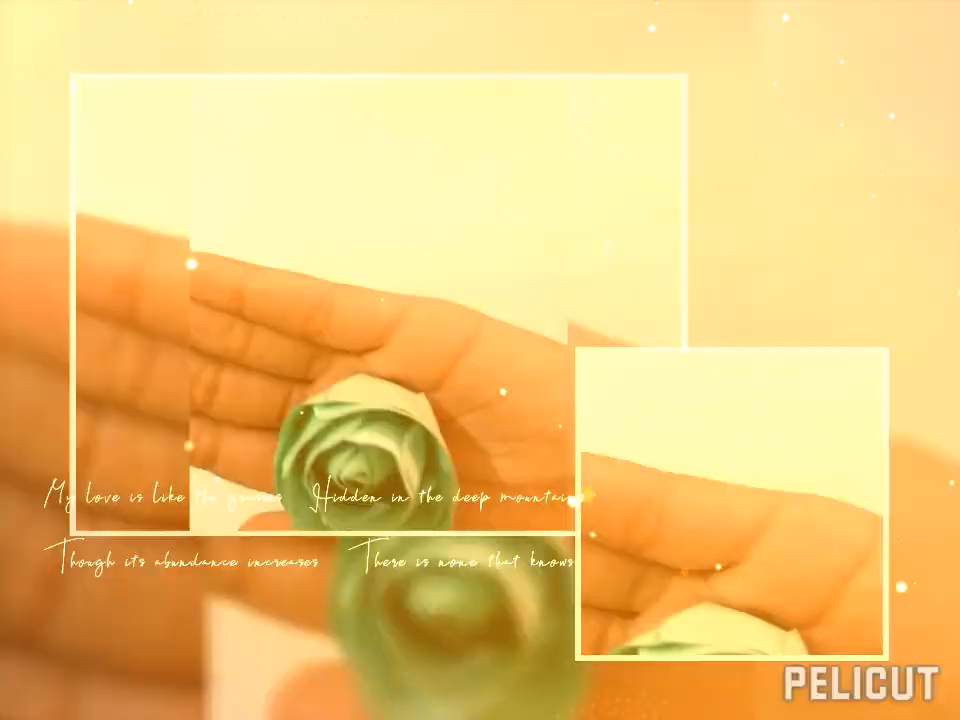 My love is like the grasses Hidden in the deep mountains
Though its abundance increases There is none that knows
PELICUT